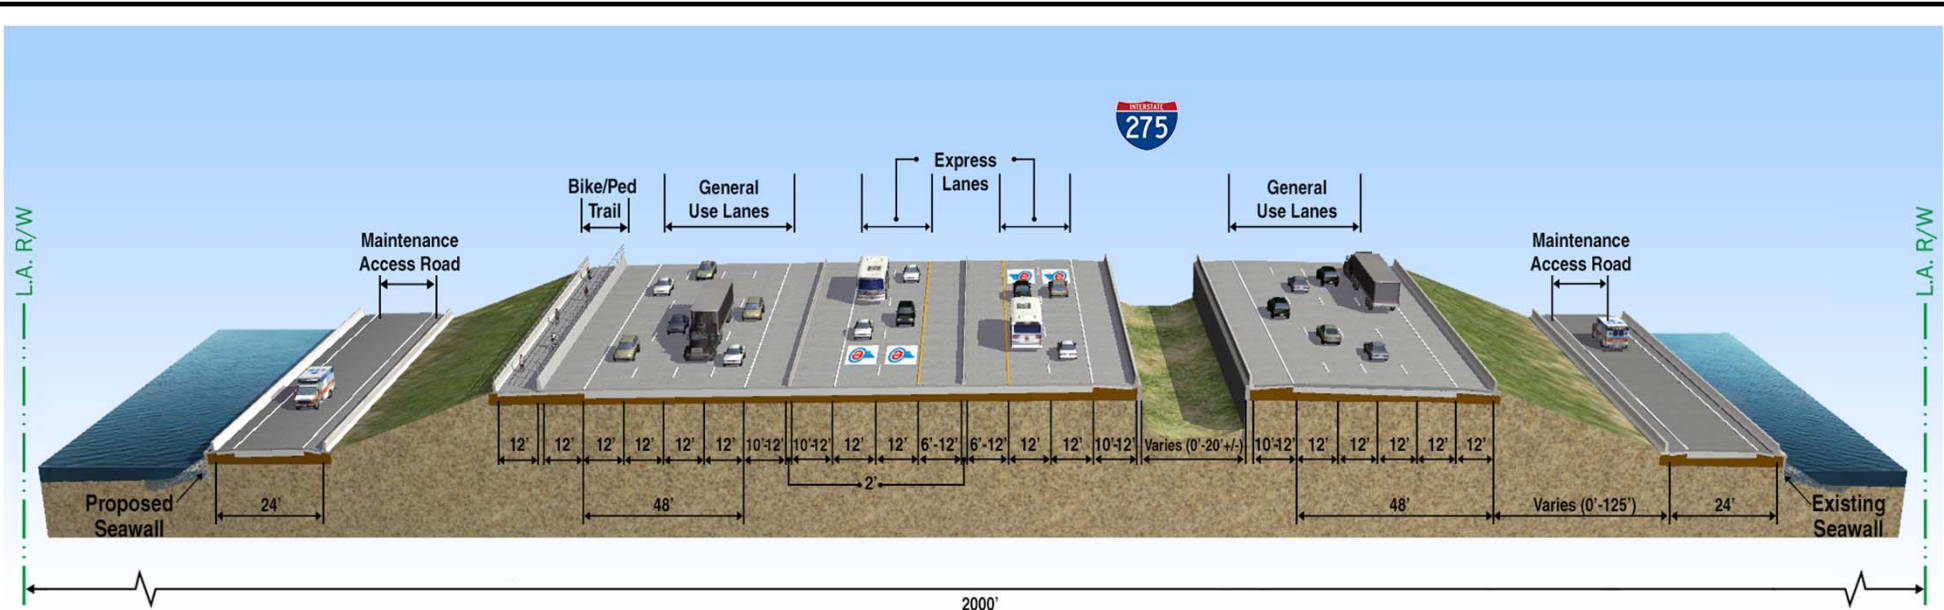 INTERSTATE
275
Express
Lanes
Bike/Ped
Trail
General
Use Lanes
General
Use Lanes
Maintenance
Access Road
Maintenance
Access Road
L.A. R/W
L.A. R/W
12' 12' 12' 12' 12' 12' 10'-12' 10'-12' 12' 12' 6'-12' 6'-12' 12' 12' 10'-12' Varies (0'-20'+/-) 10'-12' 12' 12' 12' 12' 12'
2'
Proposed
Seawall
24' 48' 48' Varies (0'-125') 24'
Existing
Seawall
2000'